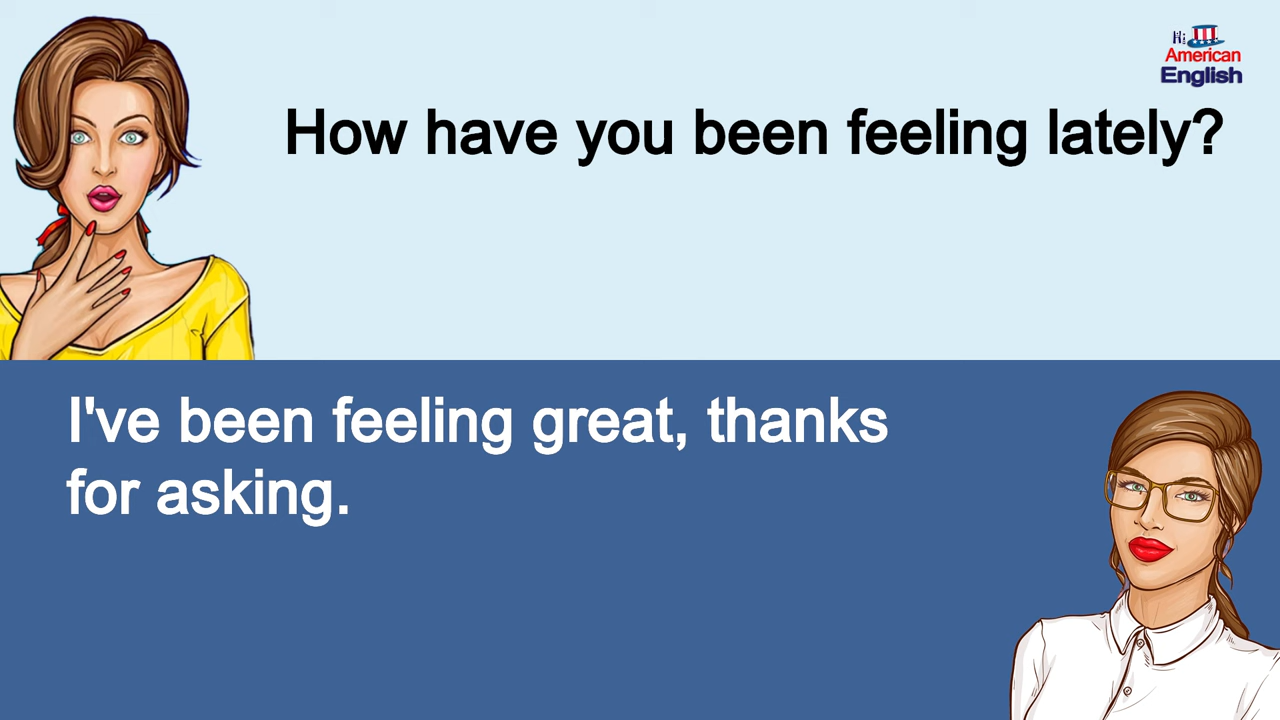 Hi
American
English
How have you been feeling lately?
I've been feeling great, thanks
for asking.